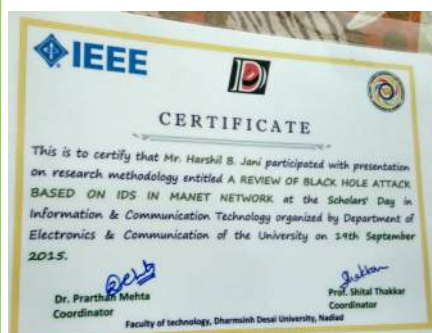 IEEE
CERTIFICATE
This is to certify that Mr. Harshil B. Jani participated with presentation
on research methodology entitled A REVIEW OF BLACK HOLE ATTACK
BASED ON IDS IN MANET NETWORK at the Scholars' Day in
Information & Communication Technology organized by Department of
Electronics & Communication of the University on 19th September
2015.
Dr. Prarthan Mehta
Coordinator
Prof. Shital Thakkar
Coordinator
Faculty of technology, Dharmsinh Desai University, Nadiad